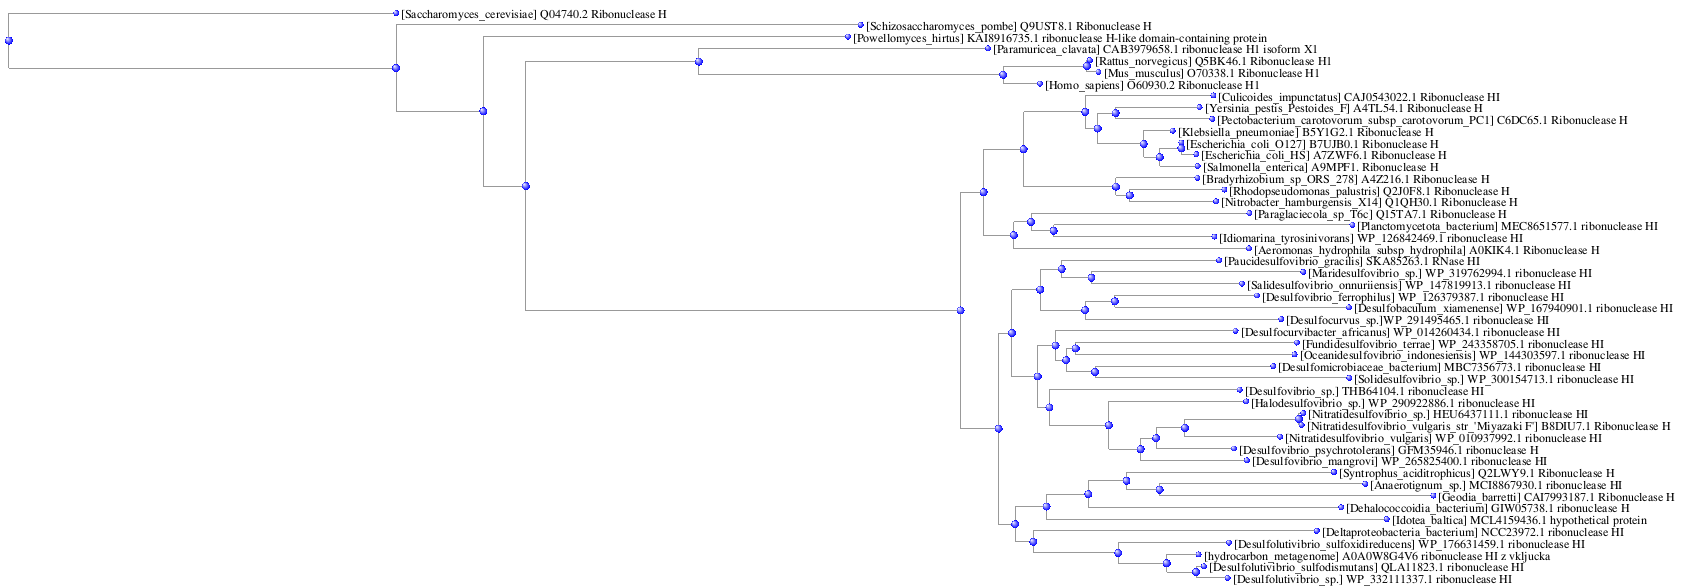 [Saccharomyces_cerevisiae] Q04740.2 Ribonuclease H
[Schizosaccharomyces_pombe] Q9UST8.1 Ribonuclease H
[Powellomyces_hirtus] KAI8916735.1 ribonuclease H-like domain-containing protein
[Paramuricea_clavata] CAB3979658.1 ribonuclease H1 isoform X1
[Rattus_norvegicus] Q5BK46.1 Ribonuclease H1
[Mus_musculus] O70338.1 Ribonuclease H1
[Homo_sapiens] O60930.2 Ribonuclease H1
[Culicoides_impunctatus] CAJ0543022.1 Ribonuclease HI
[Yersinia_pestis_Pestoides_F] A4TL54.1 Ribonuclease H
[Pectobacterium_carotovorum_subsp_carotovorum_PC1] C6DC65.1 Ribonuclease H
[Klebsiella_pneumoniae] B5Y1G2.1 Ribonuclease H
[Escherichia_coli_O127] B7UJB0.1 Ribonuclease H
[Escherichia_coli_HS] A7ZWF6.1 Ribonuclease H
[Salmonella_enterica] A9MPF1. Ribonuclease H
[Bradyrhizobium_sp_ORS_278] A4Z216.1 Ribonuclease H
[Rhodopseudomonas_palustris] Q2J0F8.1 Ribonuclease H
[Nitrobacter_hamburgensis_X14] Q1QH30.1 Ribonuclease H
[Paraglaciecola_sp_T6c] Q15TA7.1 Ribonuclease H
[Planctomycetota_bacterium] MEC8651577.1 ribonuclease HI
[Idiomarina_tyrosinivorans] WP_126842469.1 ribonuclease HI
[Aeromonas_hydrophila_subsp_hydrophila] A0KIK4.1 Ribonuclease H
[Paucidesulfovibrio_gracilis] SKA85263.1 RNase HI
[Maridesulfovibrio_sp.] WP_319762994.1 ribonuclease HI
[Salidesulfovibrio_onnuriiensis] WP_147819913.1 ribonuclease HI
[Desulfovibrio_ferrophilus] WP_126379387.1 ribonuclease HI
[Desulfobaculum_xiamenense] WP_167940901.1 ribonuclease HI
[Desulfocurvus_sp.]WP_291495465.1 ribonuclease HI
[Desulfocurvibacter_africanus] WP_014260434.1 ribonuclease HI
[Fundidesulfovibrio_terrae] WP_243358705.1 ribonuclease HI
[Oceanidesulfovibrio_indonesiensis] WP_144303597.1 ribonuclease HI
[Desulfomicrobiaceae_bacterium] MBC7356773.1 ribonuclease HI
[Solidesulfovibrio_sp.] WP_300154713.1 ribonuclease HI
[Desulfovibrio_sp.] THB64104.1 ribonuclease HI
[Halodesulfovibrio_sp.] WP_290922886.1 ribonuclease HI
[Nitratidesulfovibrio_sp.] HEU6437111.1 ribonuclease HI
[Nitratidesulfovibrio_vulgaris_str_'Miyazaki F'] B8DIU7.1 Ribonuclease H
[Nitratidesulfovibrio_vulgaris] WP_010937992.1 ribonuclease HI
[Desulfovibrio_psychrotolerans] GFM35946.1 ribonuclease H
[Desulfovibrio_mangrovi] WP_265825400.1 ribonuclease HI
[Syntrophus_aciditrophicus] Q2LWY9.1 Ribonuclease H
[Anaerotignum_sp.] MCI8867930.1 ribonuclease HI
[Geodia_barretti] CAI7993187.1 Ribonuclease H
[Dehalococcoidia_bacterium] GIW05738.1 ribonuclease H
[Idotea_baltica] MCL4159436.1 hypothetical protein
[Deltaproteobacteria_bacterium] NCC23972.1 ribonuclease HI
[Desulfolutivibrio_sulfoxidireducens] WP_176631459.1 ribonuclease HI
[hydrocarbon_metagenome] A0A0W8G4V6 ribonuclease HI z vkljucka
[Desulfolutivibrio_sulfodismutans] QLA11823.1 ribonuclease HI
[Desulfolutivibrio_sp.] WP_332111337.1 ribonuclease HI